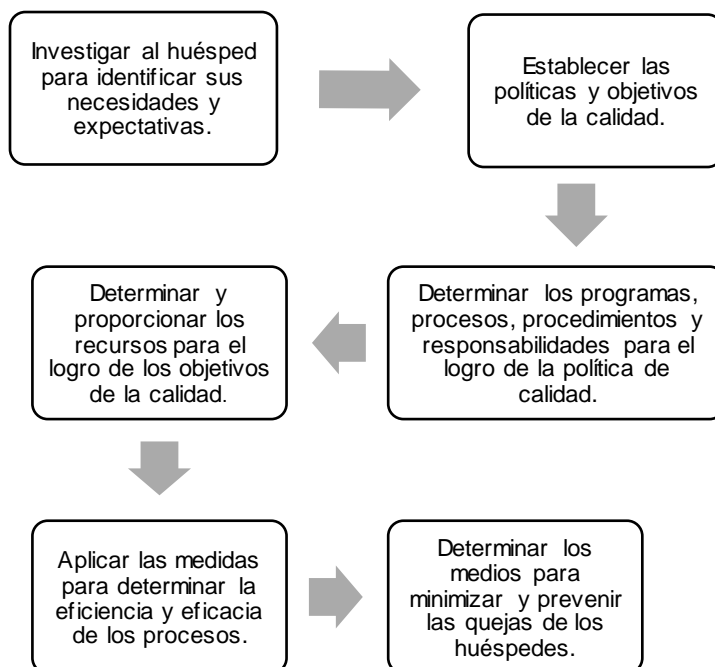 Investigar al huésped
para identificar sus
necesidades y
expectativas.
Establecer las
políticas y objetivos
de la calidad.
Determinar los programas,
procesos, procedimientos y
responsabilidades para el
logro de la política de
calidad.
Determinar y
proporcionar los
recursos para el
logro de los objetivos
de la calidad.
Aplicar las medidas
para determinar la
eficiencia y eficacia
de los procesos.
Determinar los
medios para
minimizar y prevenir
las quejas de los
huéspedes.